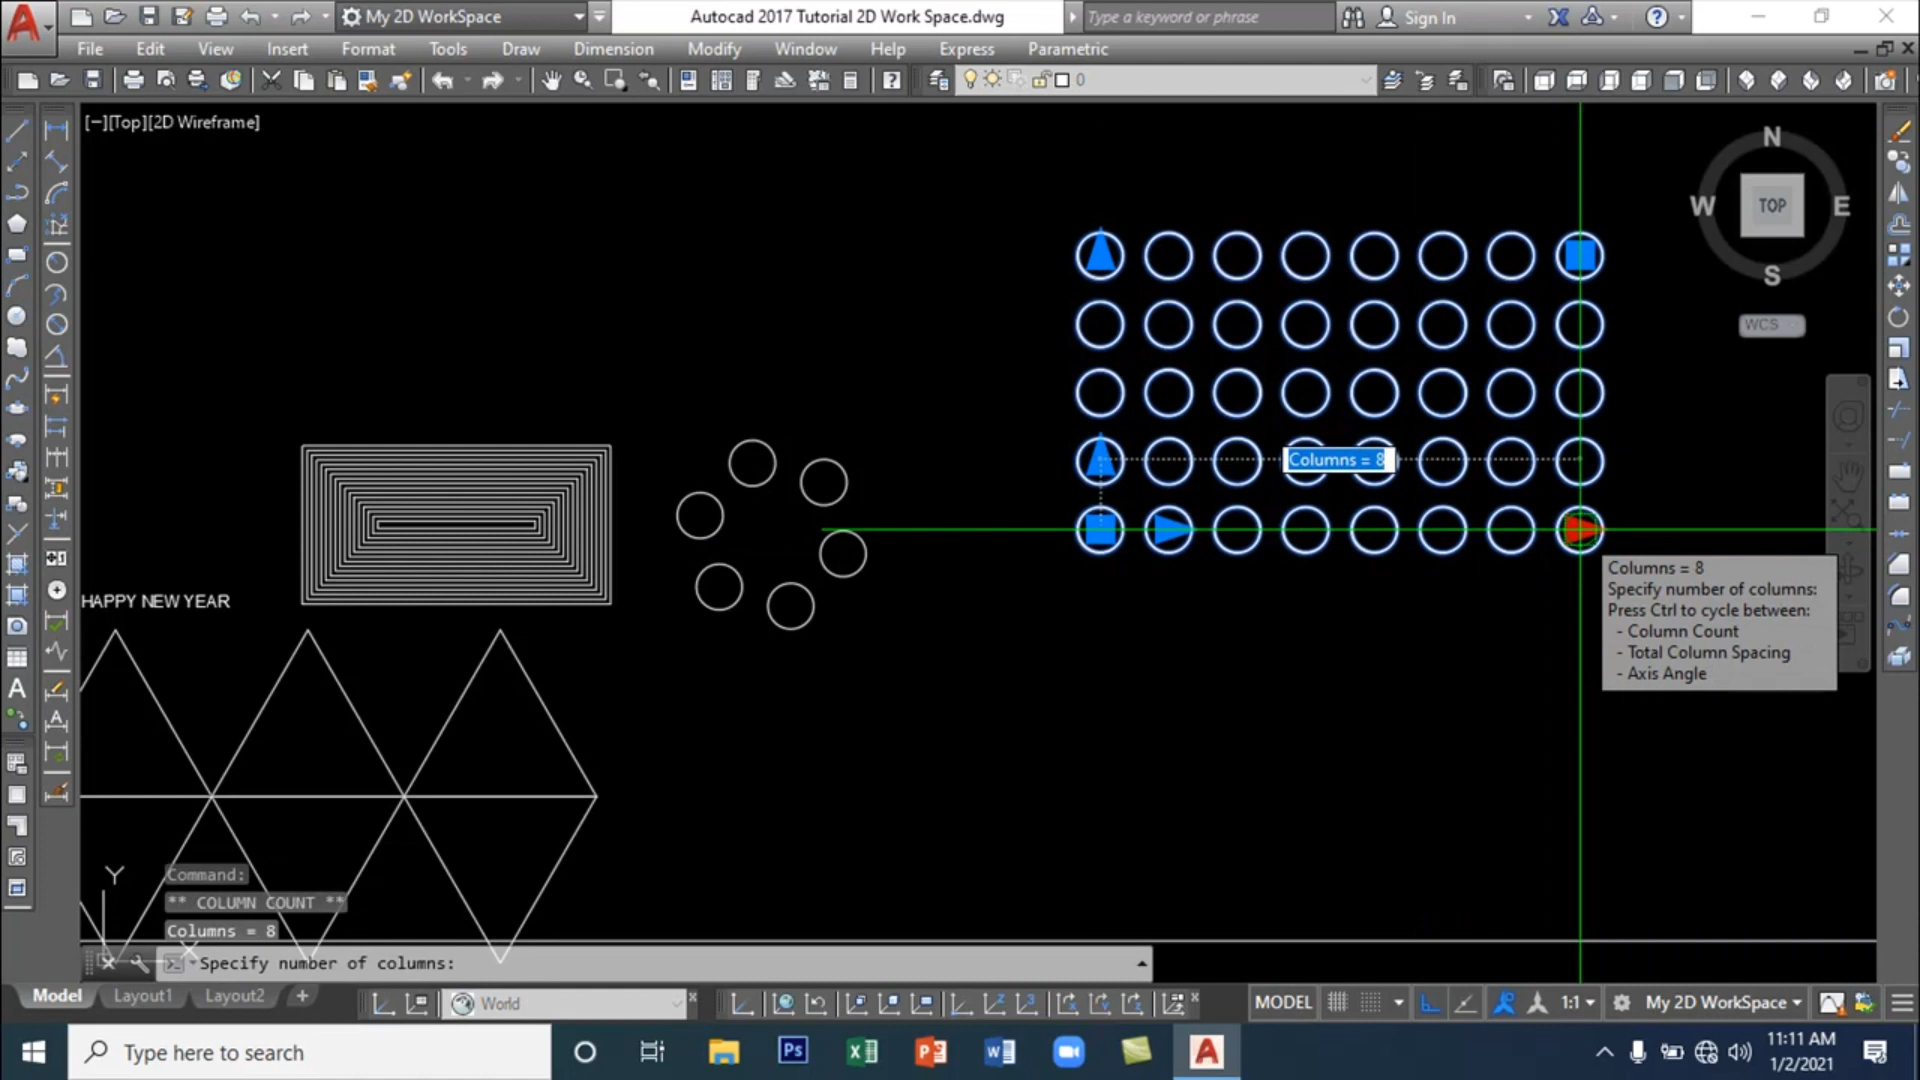 My 2D WorkSpace
Autocad 2017 Tutorial 2D Work Space.dwg
Type a keyword or phrase
Sign In
File Edit View Insert Format Tools Draw Dimension Modify Window Help Express Parametric
0
[−][Top][2D Wireframe]
N
W TOP E
S
WCS
Columns = 8
Columns = 8
Specify number of columns:
Press Ctrl to cycle between:
- Column Count
- Total Column Spacing
- Axis Angle
HAPPY NEW YEAR
Y
X
Command:
** COLUMN COUNT **
Columns = 8
Specify number of columns:
Model Layout1 Layout2 +
World
MODEL
1:1
My 2D WorkSpace
Type here to search
Ps
11:11 AM
1/2/2021